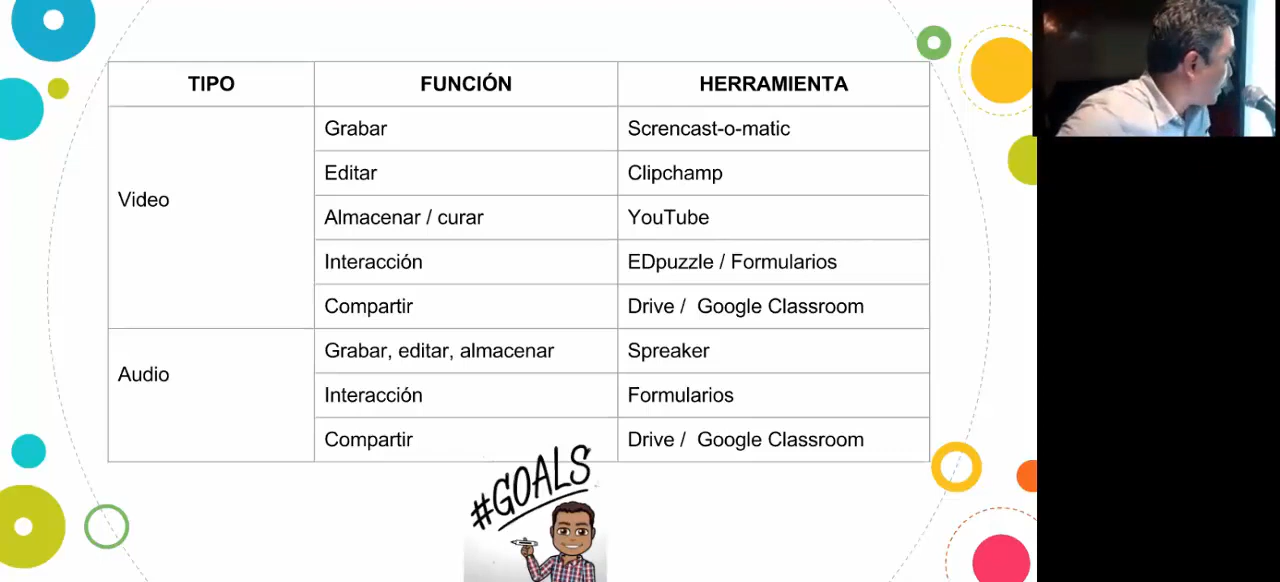 TIPO FUNCIÓN HERRAMIENTA
Video
Grabar Screncast-o-matic
Editar Clipchamp
Almacenar / curar YouTube
Interacción EDpuzzle / Formularios
Compartir Drive / Google Classroom
Audio
Grabar, editar, almacenar Spreaker
Interacción Formularios
Compartir Drive / Google Classroom
#GOALS